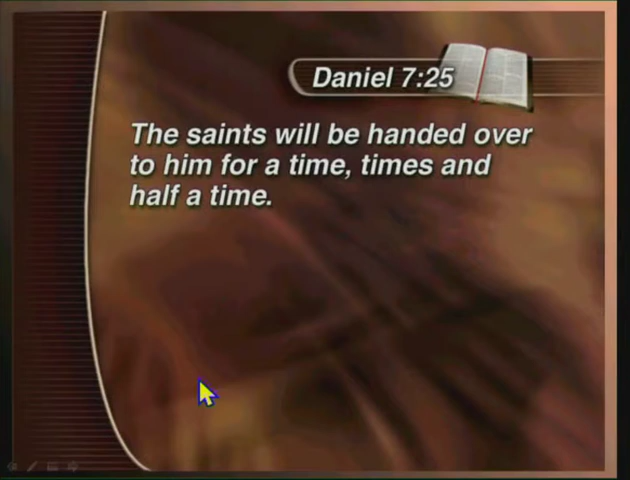 Daniel 7:25
The saints will be handed over
to him for a time, times and
half a time.